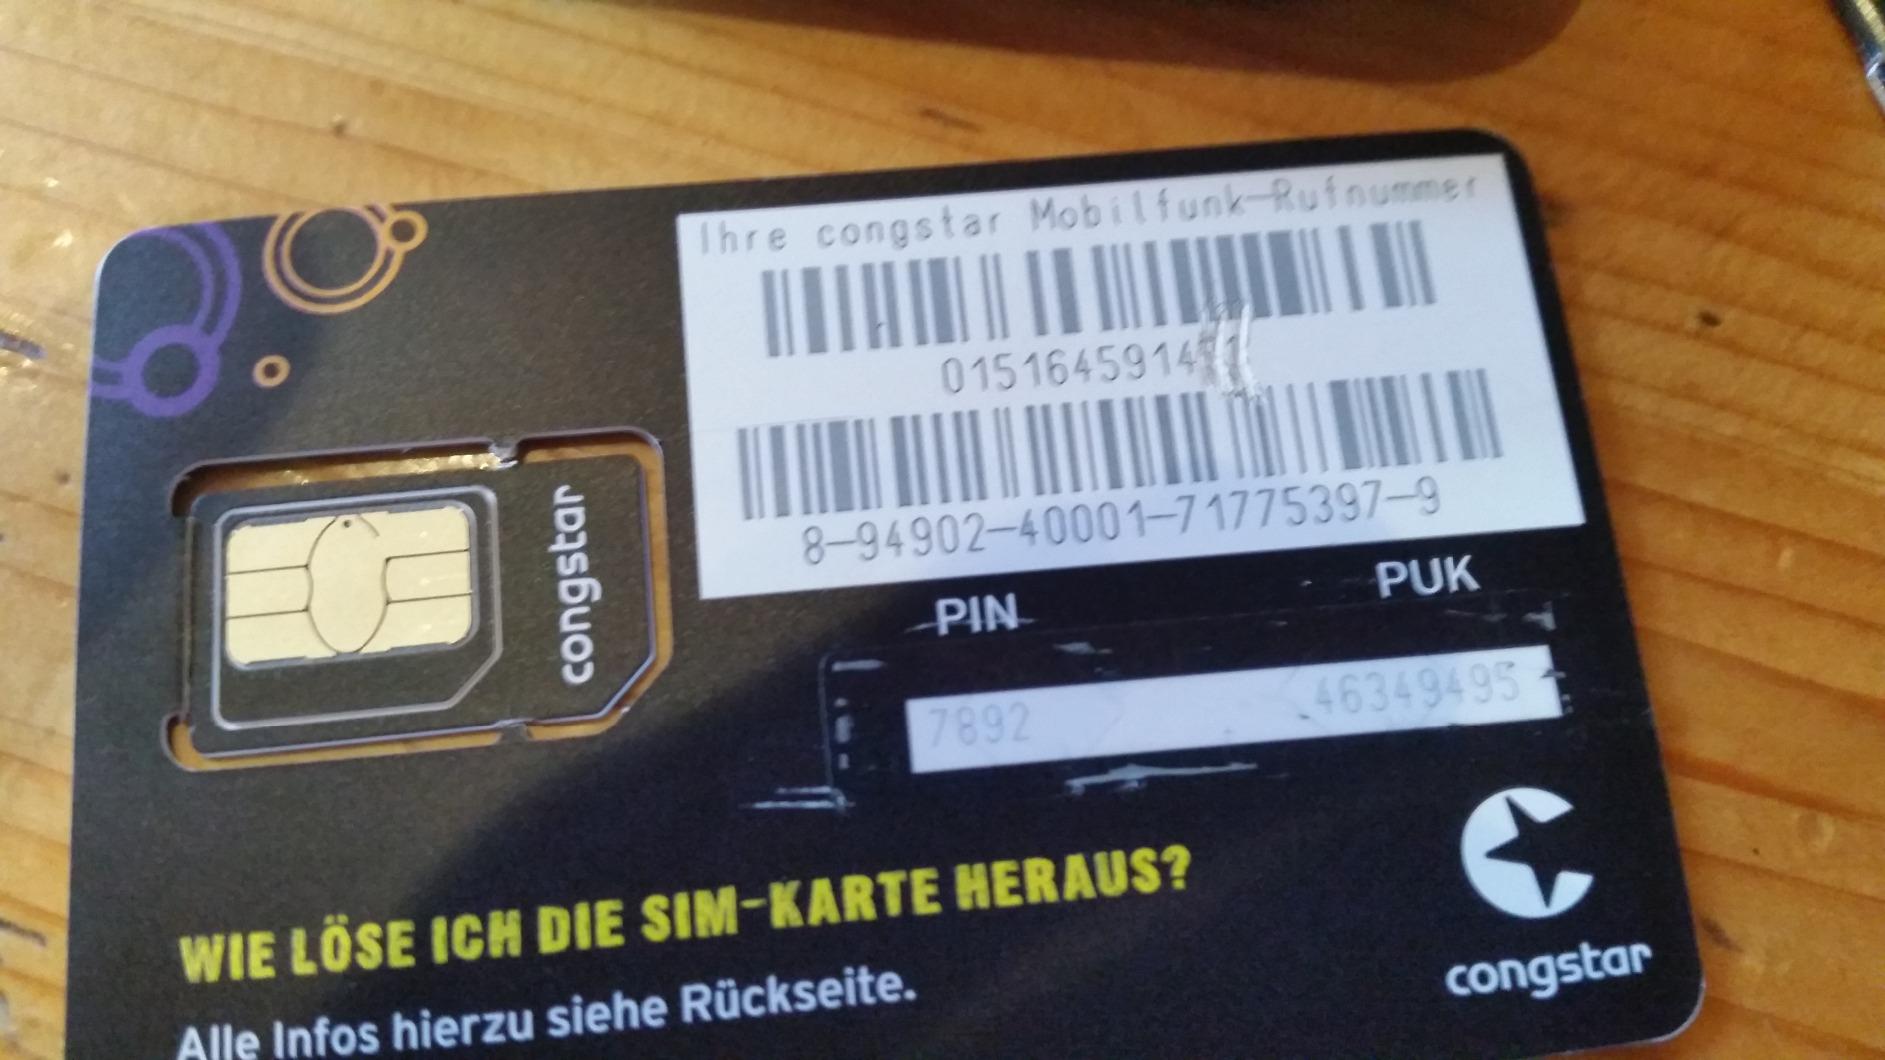 Ihre congstar Mobilfunk-Rufnummer
8-94902-40001-71775397-9
congstar
PIN
PUK
7892
46349495
WIE LÖSE ICH DIE SIM-KARTE HERAUS?
Alle Infos hierzu siehe Rückseite.
congstar